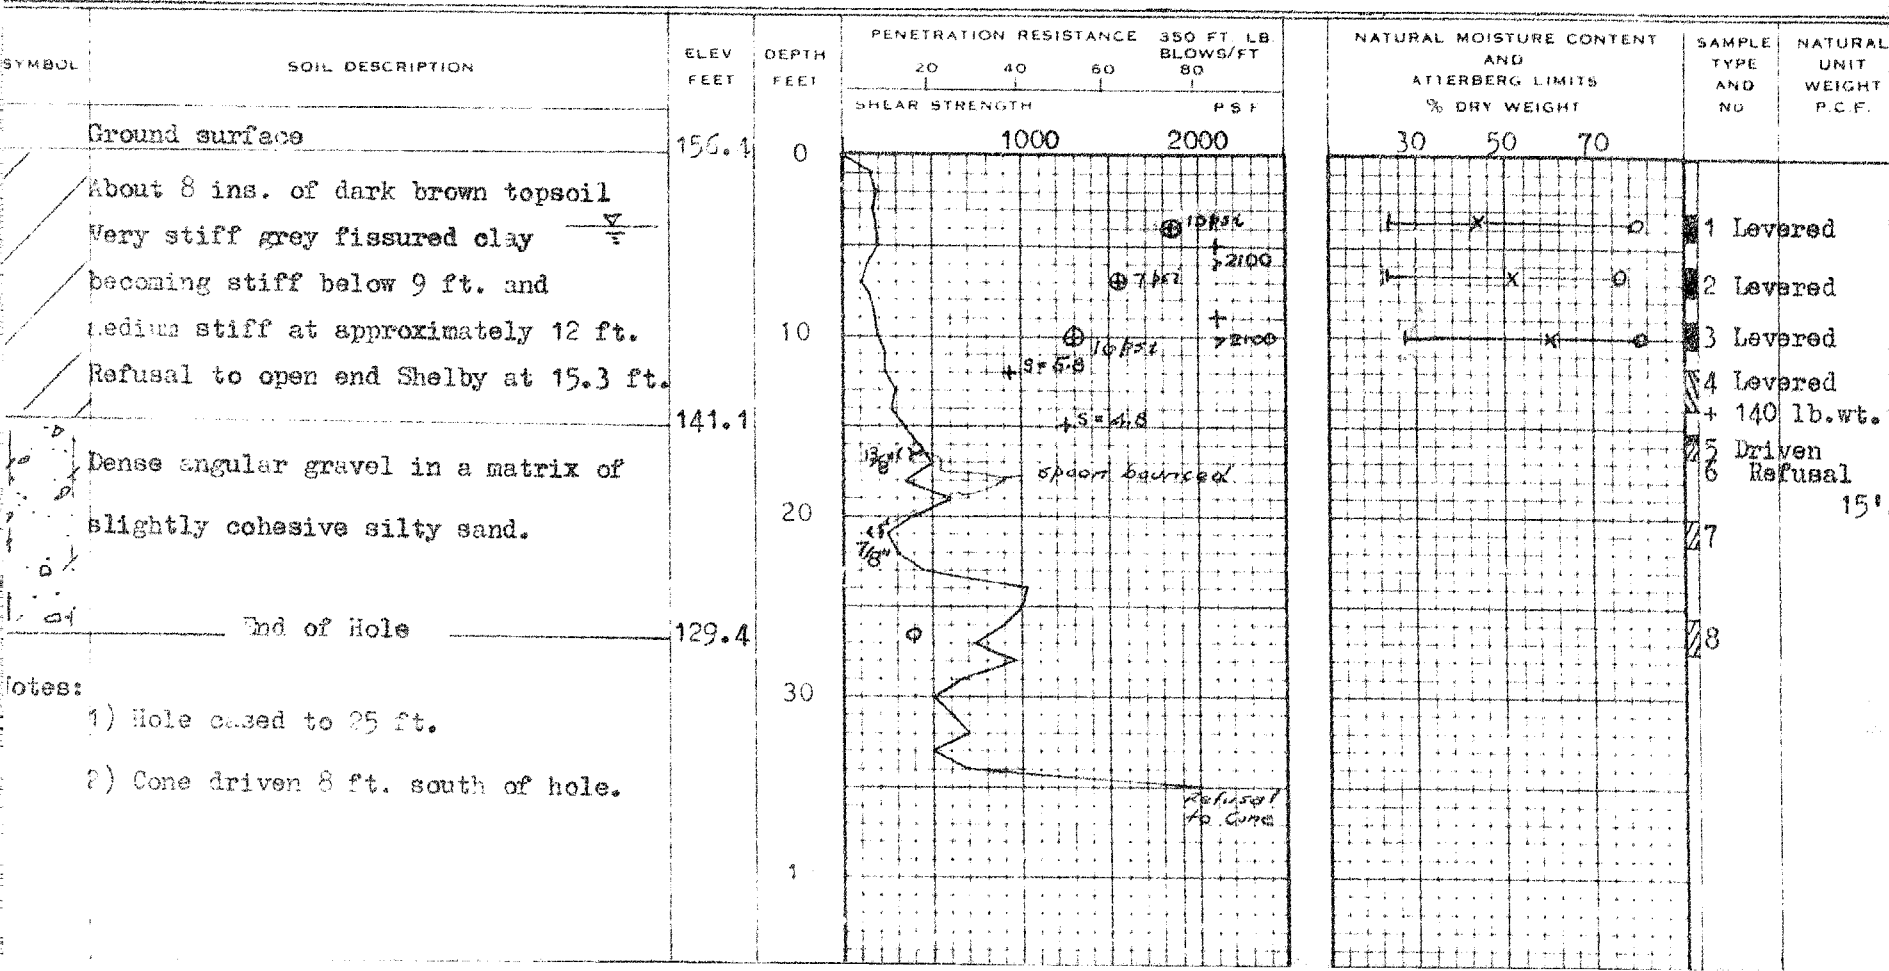 SYMBOL
SOIL DESCRIPTION
ELEV
FEET
DEPTH
FEET
PENETRATION RESISTANCE 350 FT. LB.
BLOWS/FT
20 40 60 80
SHEAR STRENGTH P S F
1000 2000
NATURAL MOISTURE CONTENT
AND
ATTERBERG LIMITS
% DRY WEIGHT
30 50 70
SAMPLE
TYPE
AND
NO
NATURAL
UNIT
WEIGHT
P.C.F.
Ground surface
156.1
0
About 8 ins. of dark brown topsoil
Very stiff grey fissured clay
becoming stiff below 9 ft. and
medium stiff at approximately 12 ft.
Refusal to open end Shelby at 15.3 ft.
141.1
Dense angular gravel in a matrix of
slightly cohesive silty sand.
End of Hole
129.4
Notes:
1) Hole cased to 25 ft.
2) Cone driven 8 ft. south of hole.
10
20
30
1
10psi
>2100
7psi
>2100
10psi
S=5.8
S=4.8
spoon bounced
7/8"
Refusal
to Cone
1 Levered
2 Levered
3 Levered
4 Levered
+ 140 lb.wt.
5 Driven
6 Refusal
15'
7
8